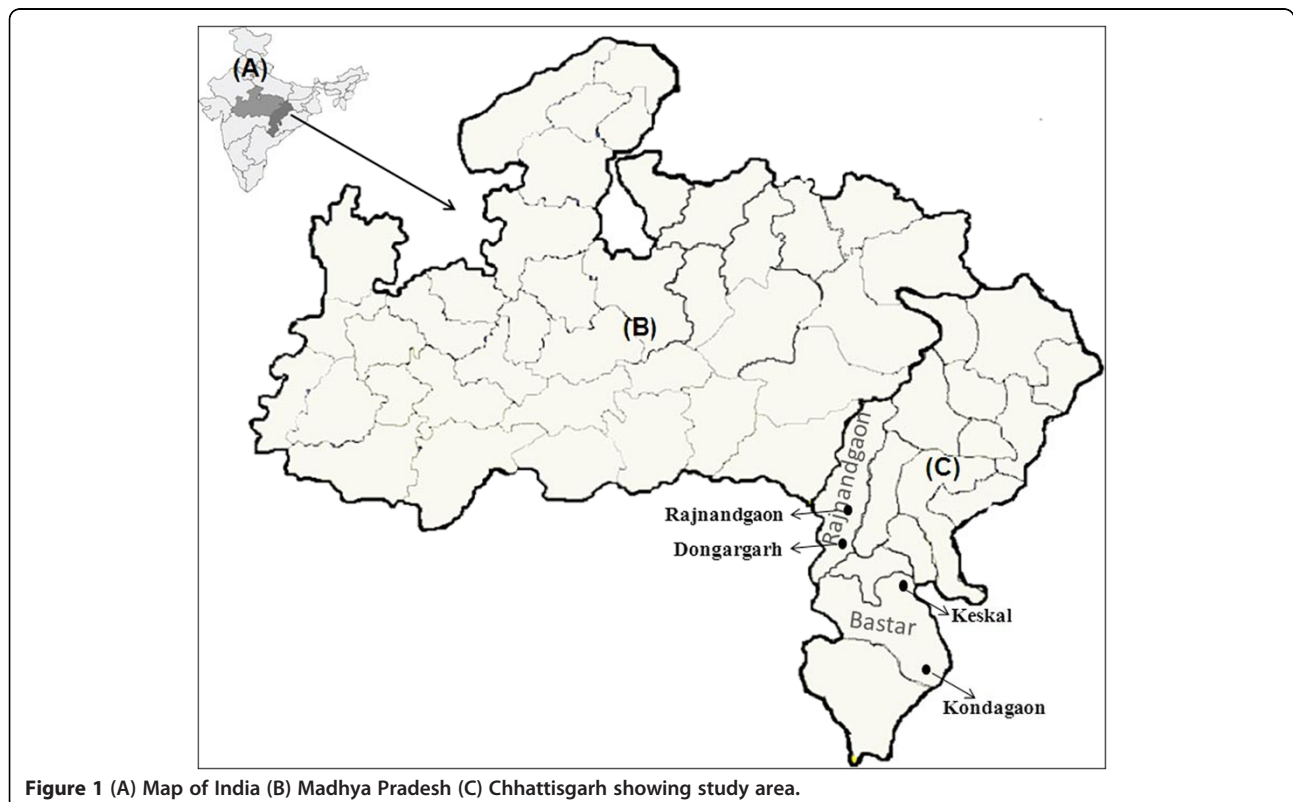 (A)
(B)
Rajnandgaon
(C)
Rajnandgaon
Dongargarh
Keskal
Bastar
Kondagaon
Figure 1 (A) Map of India (B) Madhya Pradesh (C) Chhattisgarh showing study area.